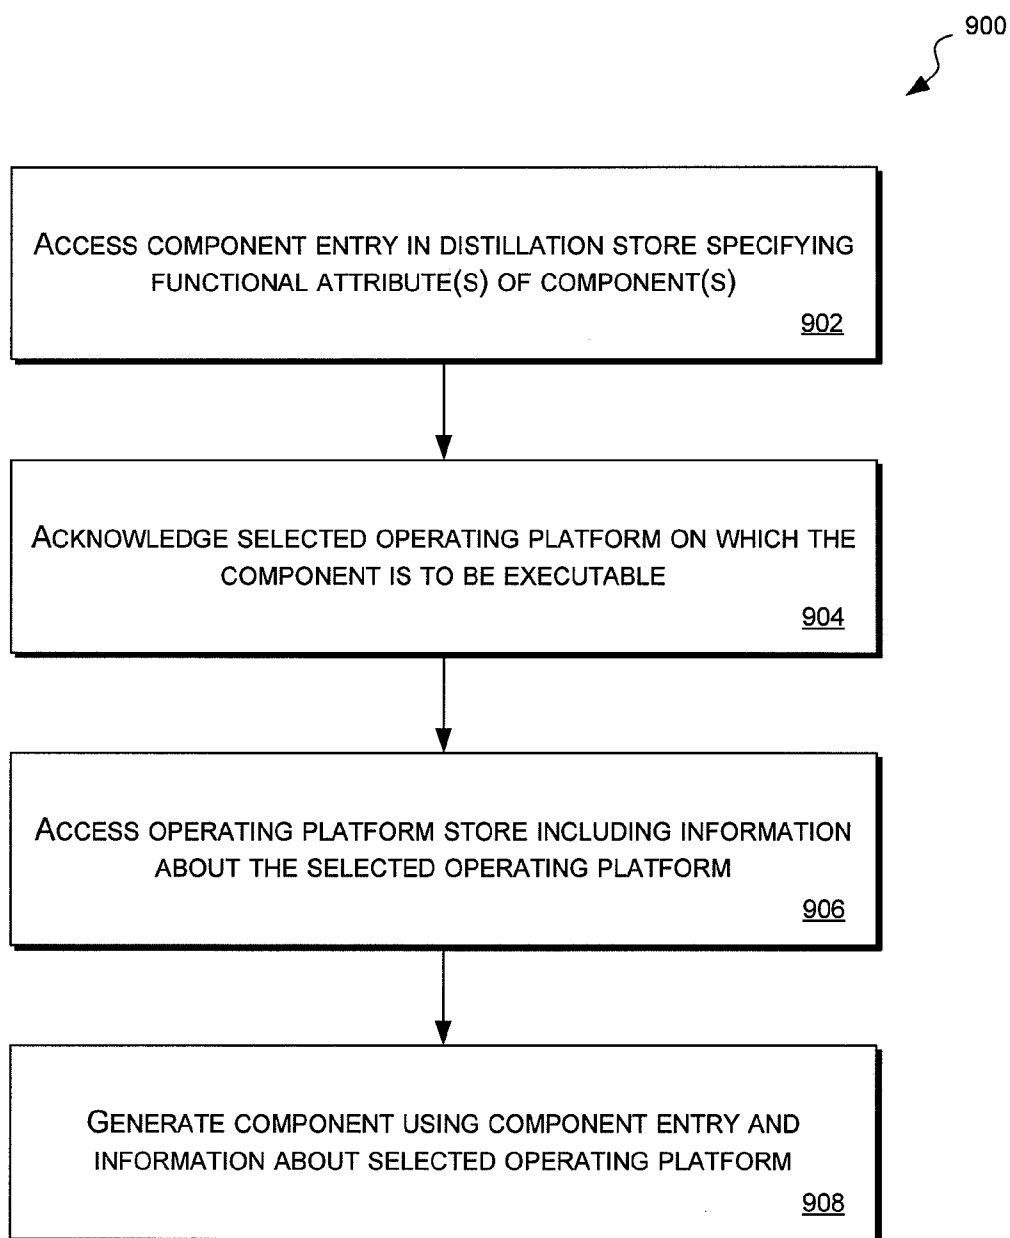 900
ACCESS COMPONENT ENTRY IN DISTILLATION STORE SPECIFYING
FUNCTIONAL ATTRIBUTE(S) OF COMPONENT(S)
902
ACKNOWLEDGE SELECTED OPERATING PLATFORM ON WHICH THE
COMPONENT IS TO BE EXECUTABLE
904
ACCESS OPERATING PLATFORM STORE INCLUDING INFORMATION
ABOUT THE SELECTED OPERATING PLATFORM
906
GENERATE COMPONENT USING COMPONENT ENTRY AND
INFORMATION ABOUT SELECTED OPERATING PLATFORM
908